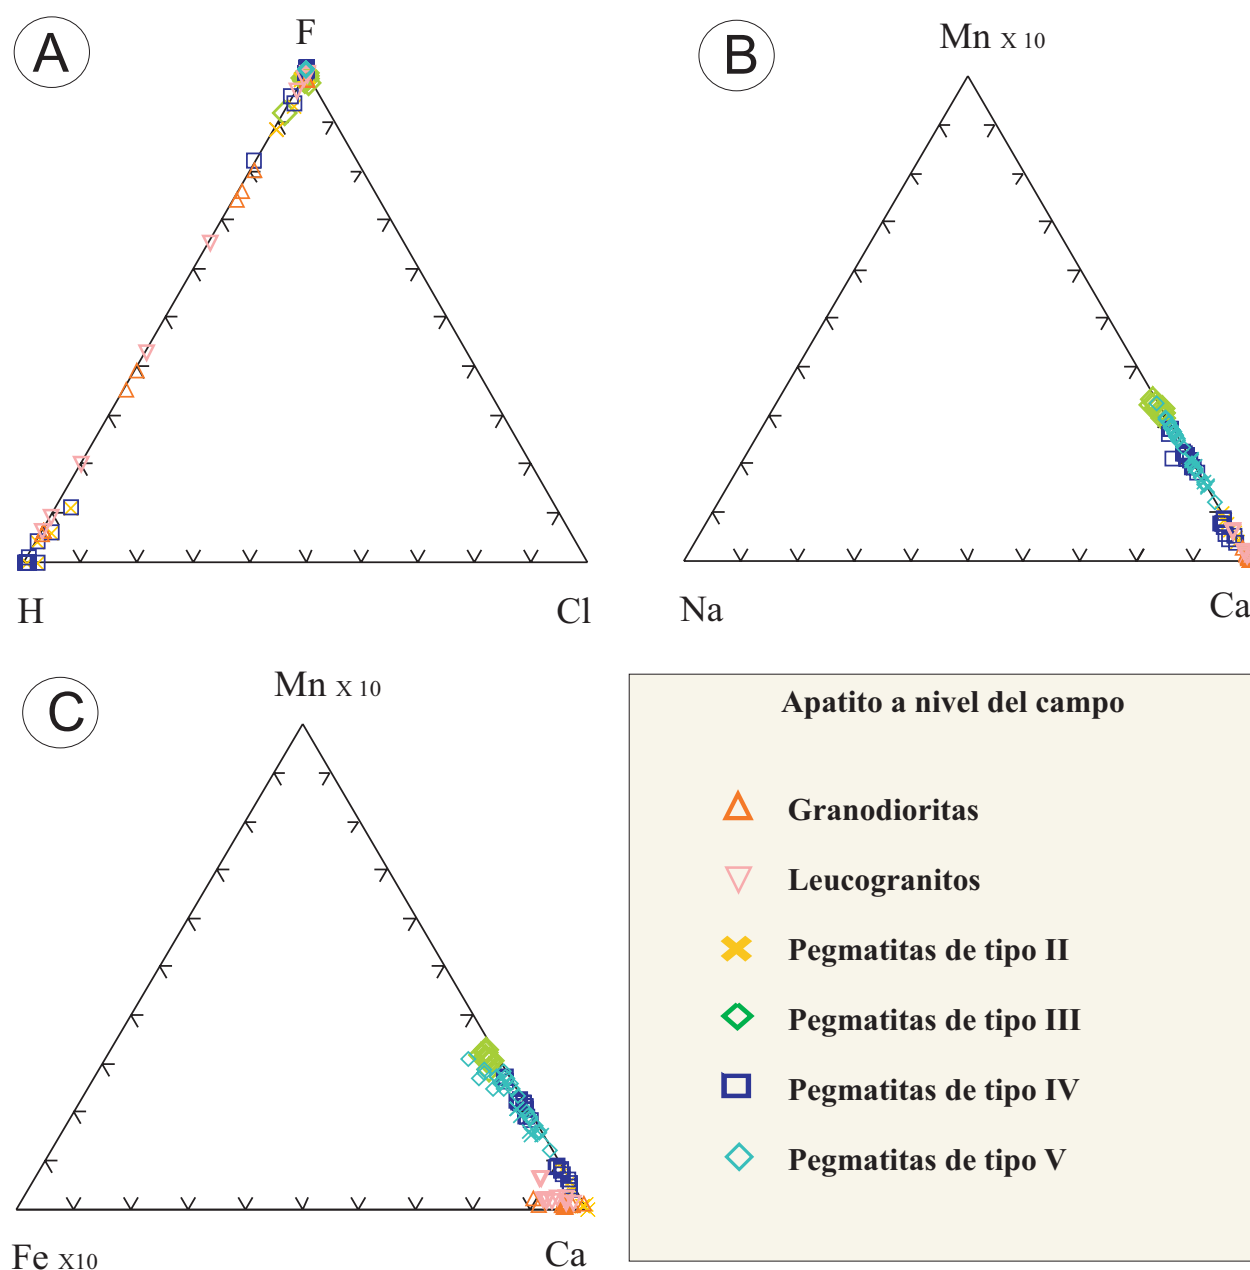 A
F
H
Cl
B
Mn X 10
Na
Ca
C
Mn X 10
Fe X10
Ca
Apatito a nivel del campo
Granodioritas
Leucogranitos
Pegmatitas de tipo II
Pegmatitas de tipo III
Pegmatitas de tipo IV
Pegmatitas de tipo V